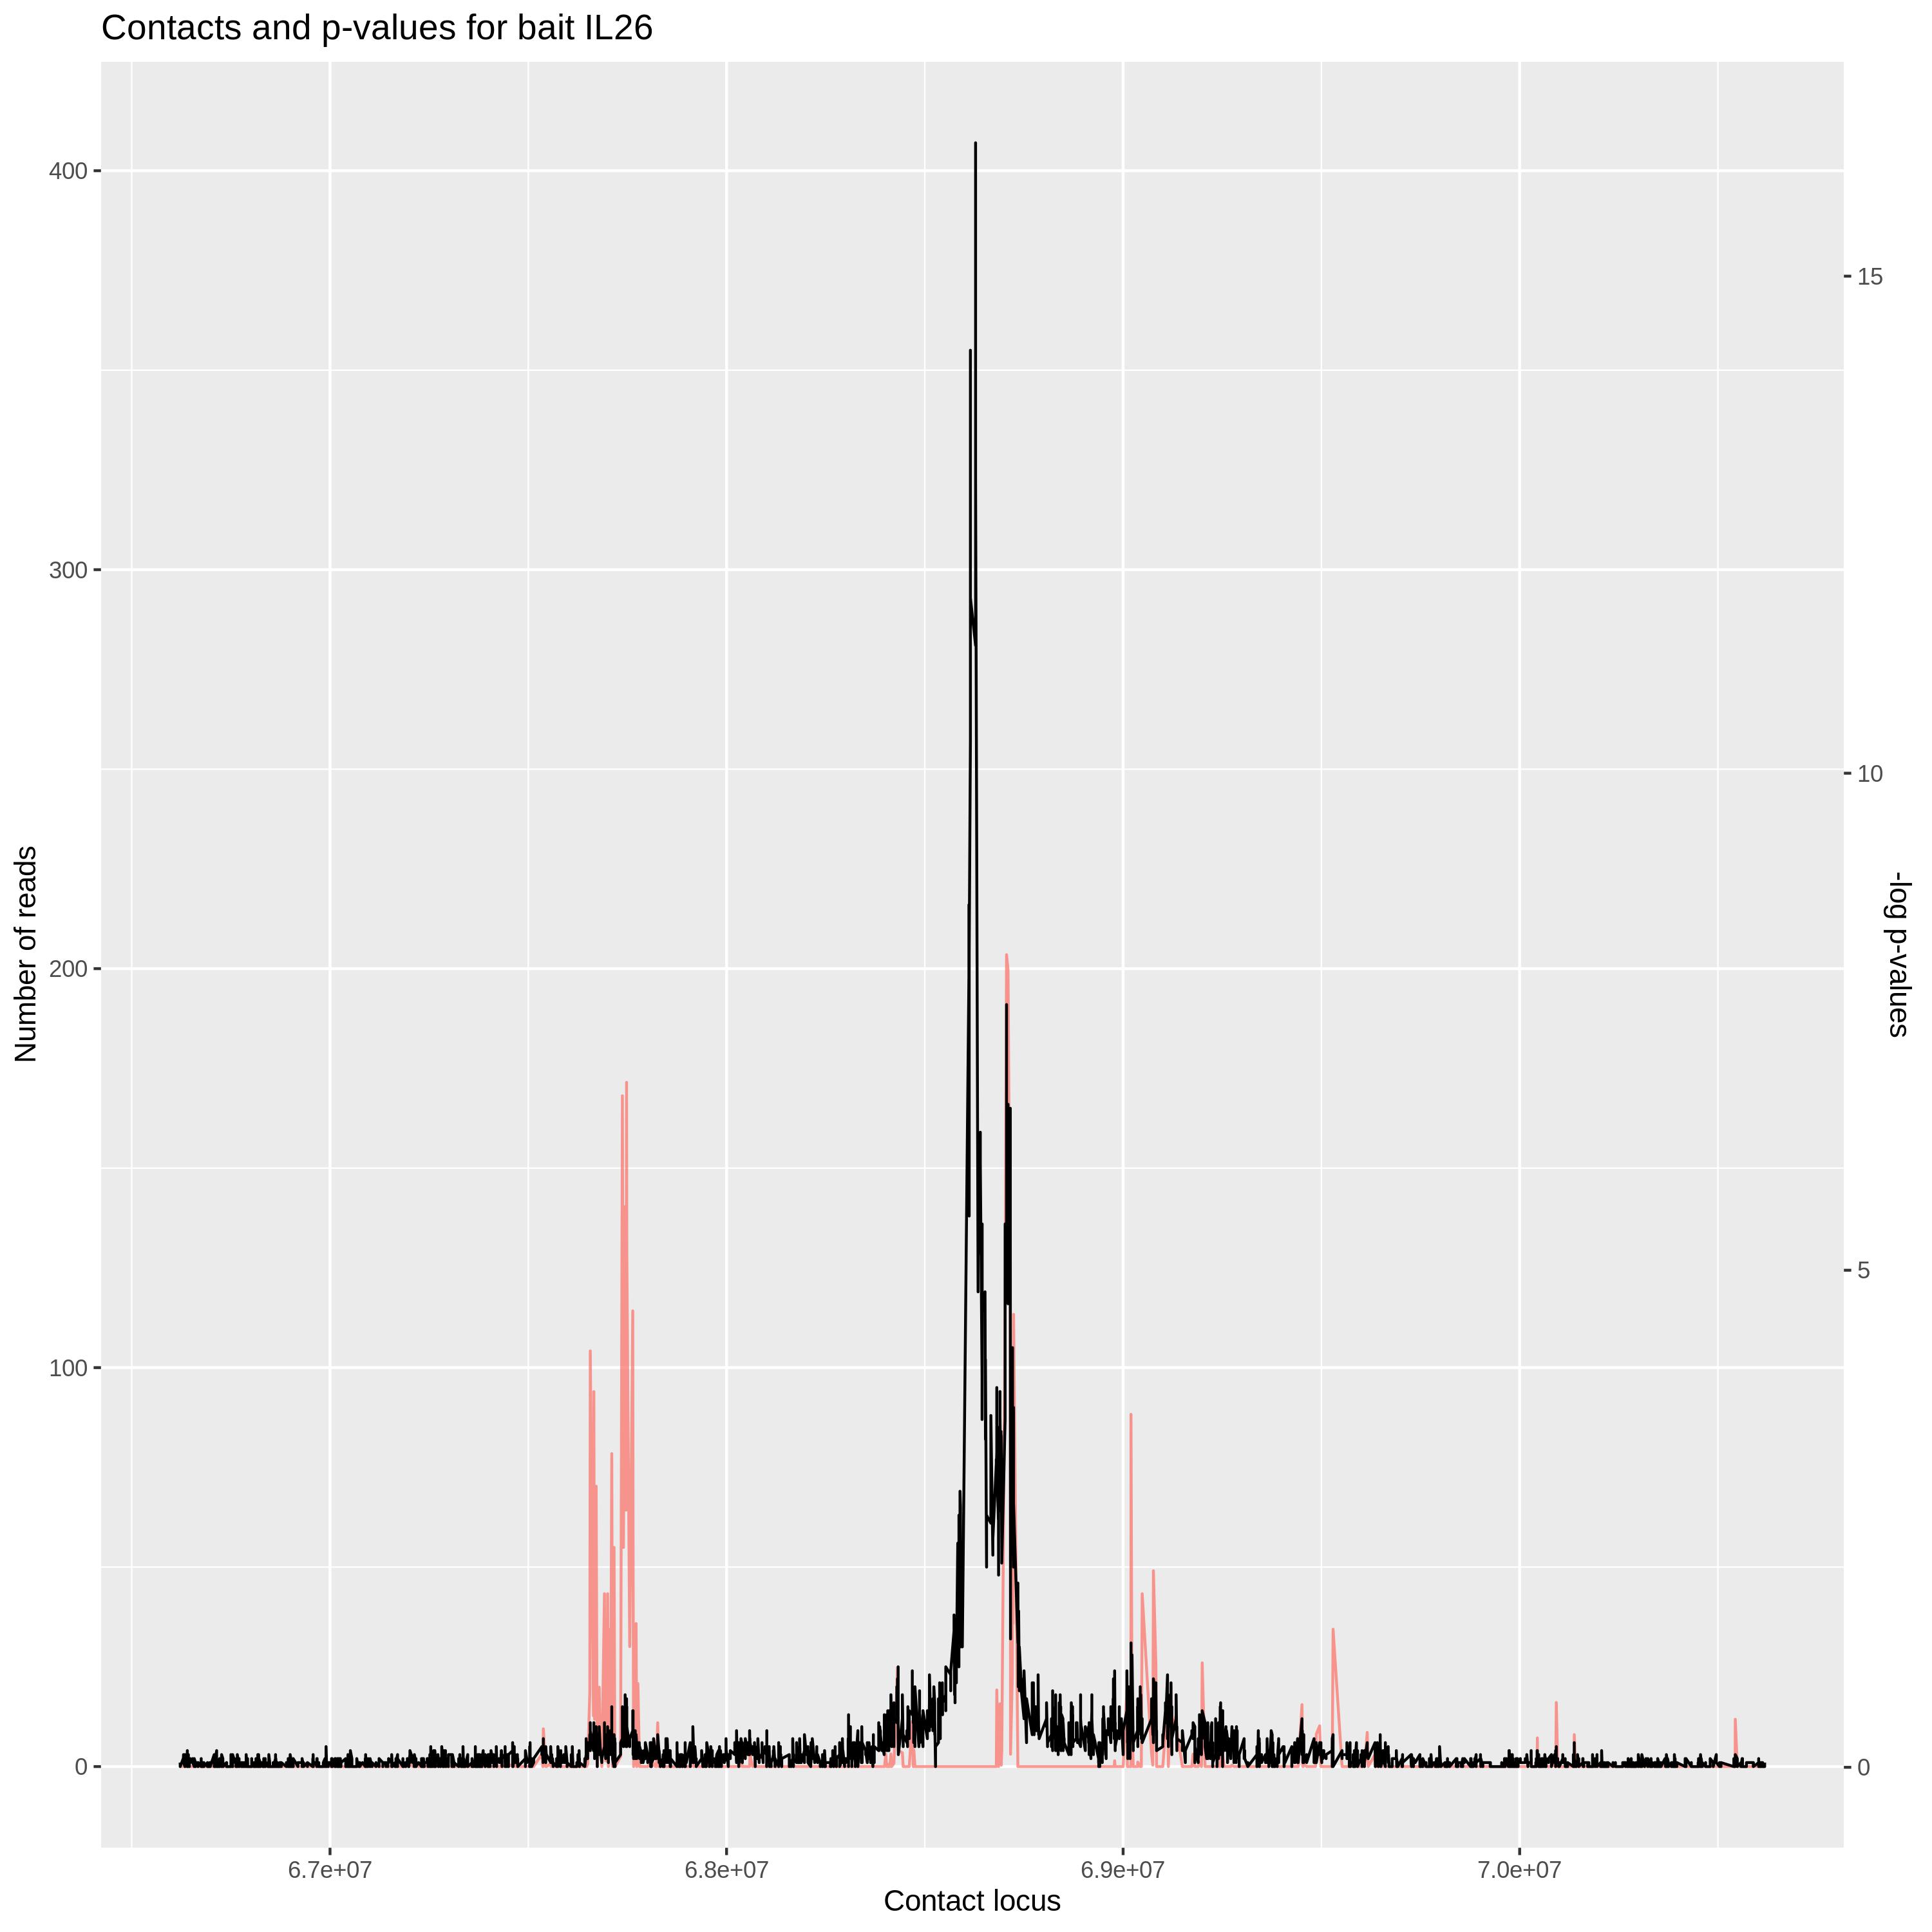 Contacts and p-values for bait IL26
400
300
200
100
0
Number of reads
15
10
5
0
-log p-values
6.7e+07
6.8e+07
6.9e+07
7.0e+07
Contact locus